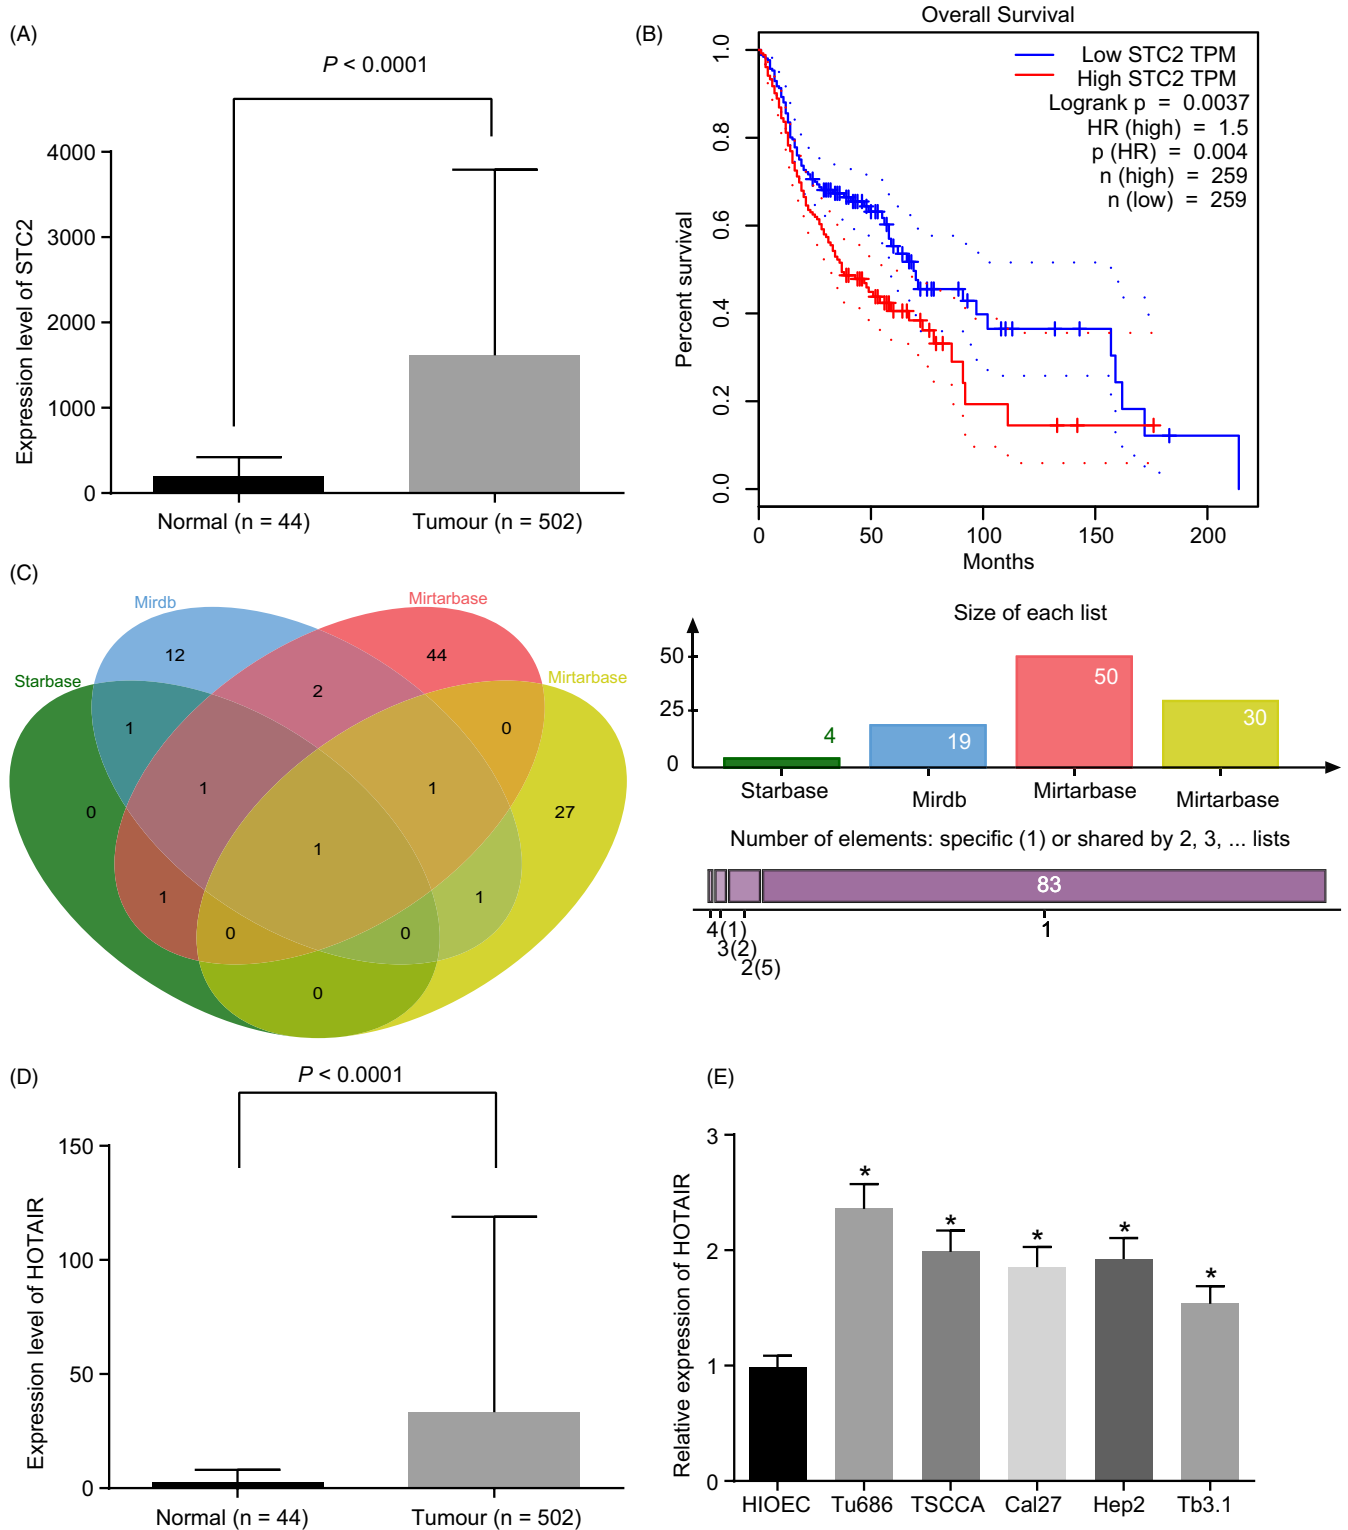 (A)
P < 0.0001
Expression level of STC2
4000
3000
2000
1000
0
Normal (n = 44)
Tumour (n = 502)
(B)
Overall Survival
Low STC2 TPM
High STC2 TPM
Logrank p = 0.0037
HR (high) = 1.5
p (HR) = 0.004
n (high) = 259
n (low) = 259
Percent survival
1.0
0.8
0.6
0.4
0.2
0.0
0
50
100
150
200
Months
(C)
Mirdb
Mirtarbase
Starbase
Mirtarbase
12
44
2
1
0
1
1
0
27
1
1
1
0
0
0
Size of each list
50
25
0
4
19
50
30
Starbase
Mirdb
Mirtarbase
Mirtarbase
Number of elements: specific (1) or shared by 2, 3, ... lists
83
4(1)
3(2)
2(5)
1
(D)
P < 0.0001
Expression level of HOTAIR
150
100
50
0
Normal (n = 44)
Tumour (n = 502)
(E)
Relative expression of HOTAIR
3
2
1
0
*
*
*
*
*
HIOEC
Tu686
TSCCA
Cal27
Hep2
Tb3.1